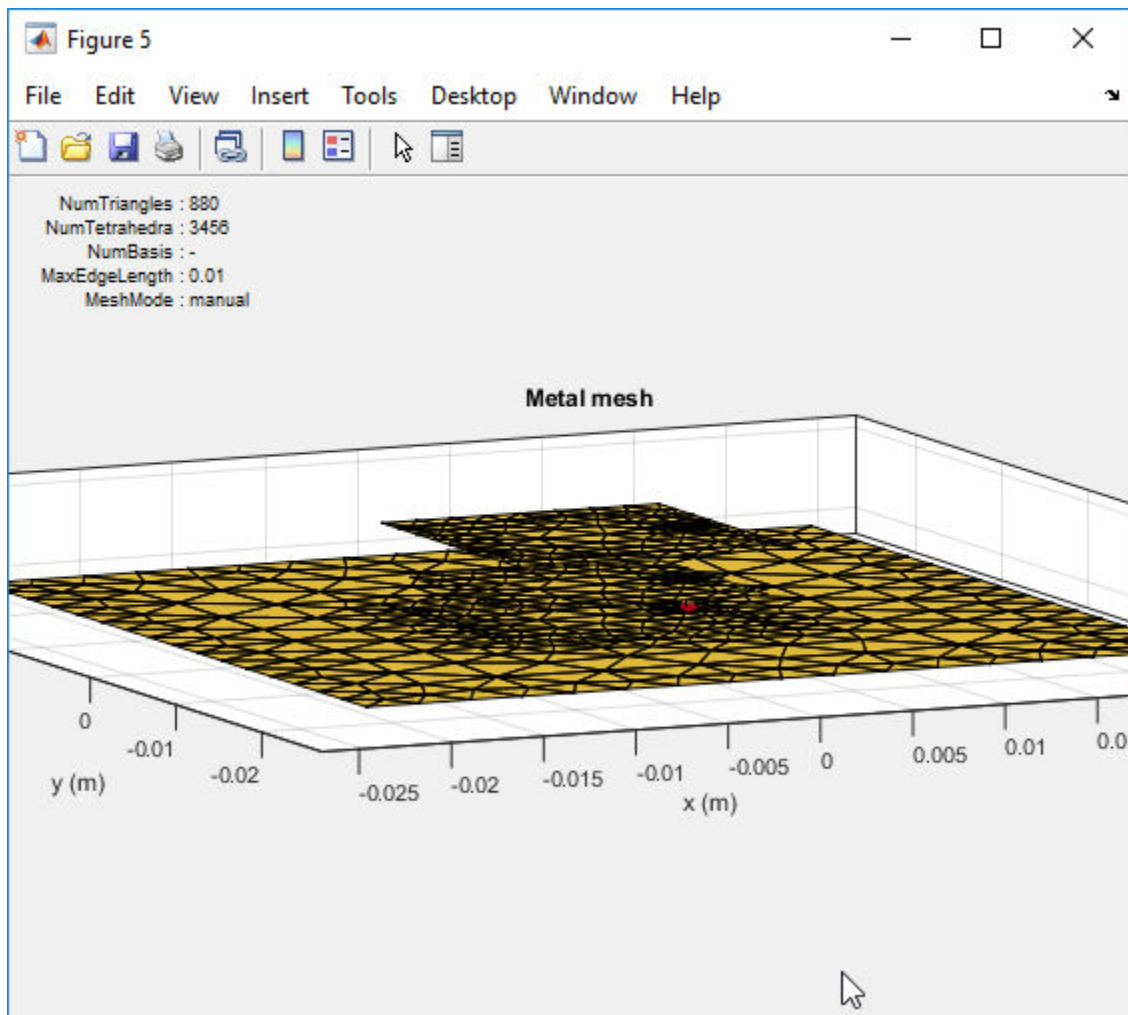 Figure 5
File Edit View Insert Tools Desktop Window Help
NumTriangles : 880
NumTetrahedra : 3456
NumBasis : -
MaxEdgeLength : 0.01
MeshMode : manual
Metal mesh
0
-0.01
-0.02
y (m)
-0.025 -0.02 -0.015 -0.01 -0.005 0 0.005 0.01 0.0
x (m)